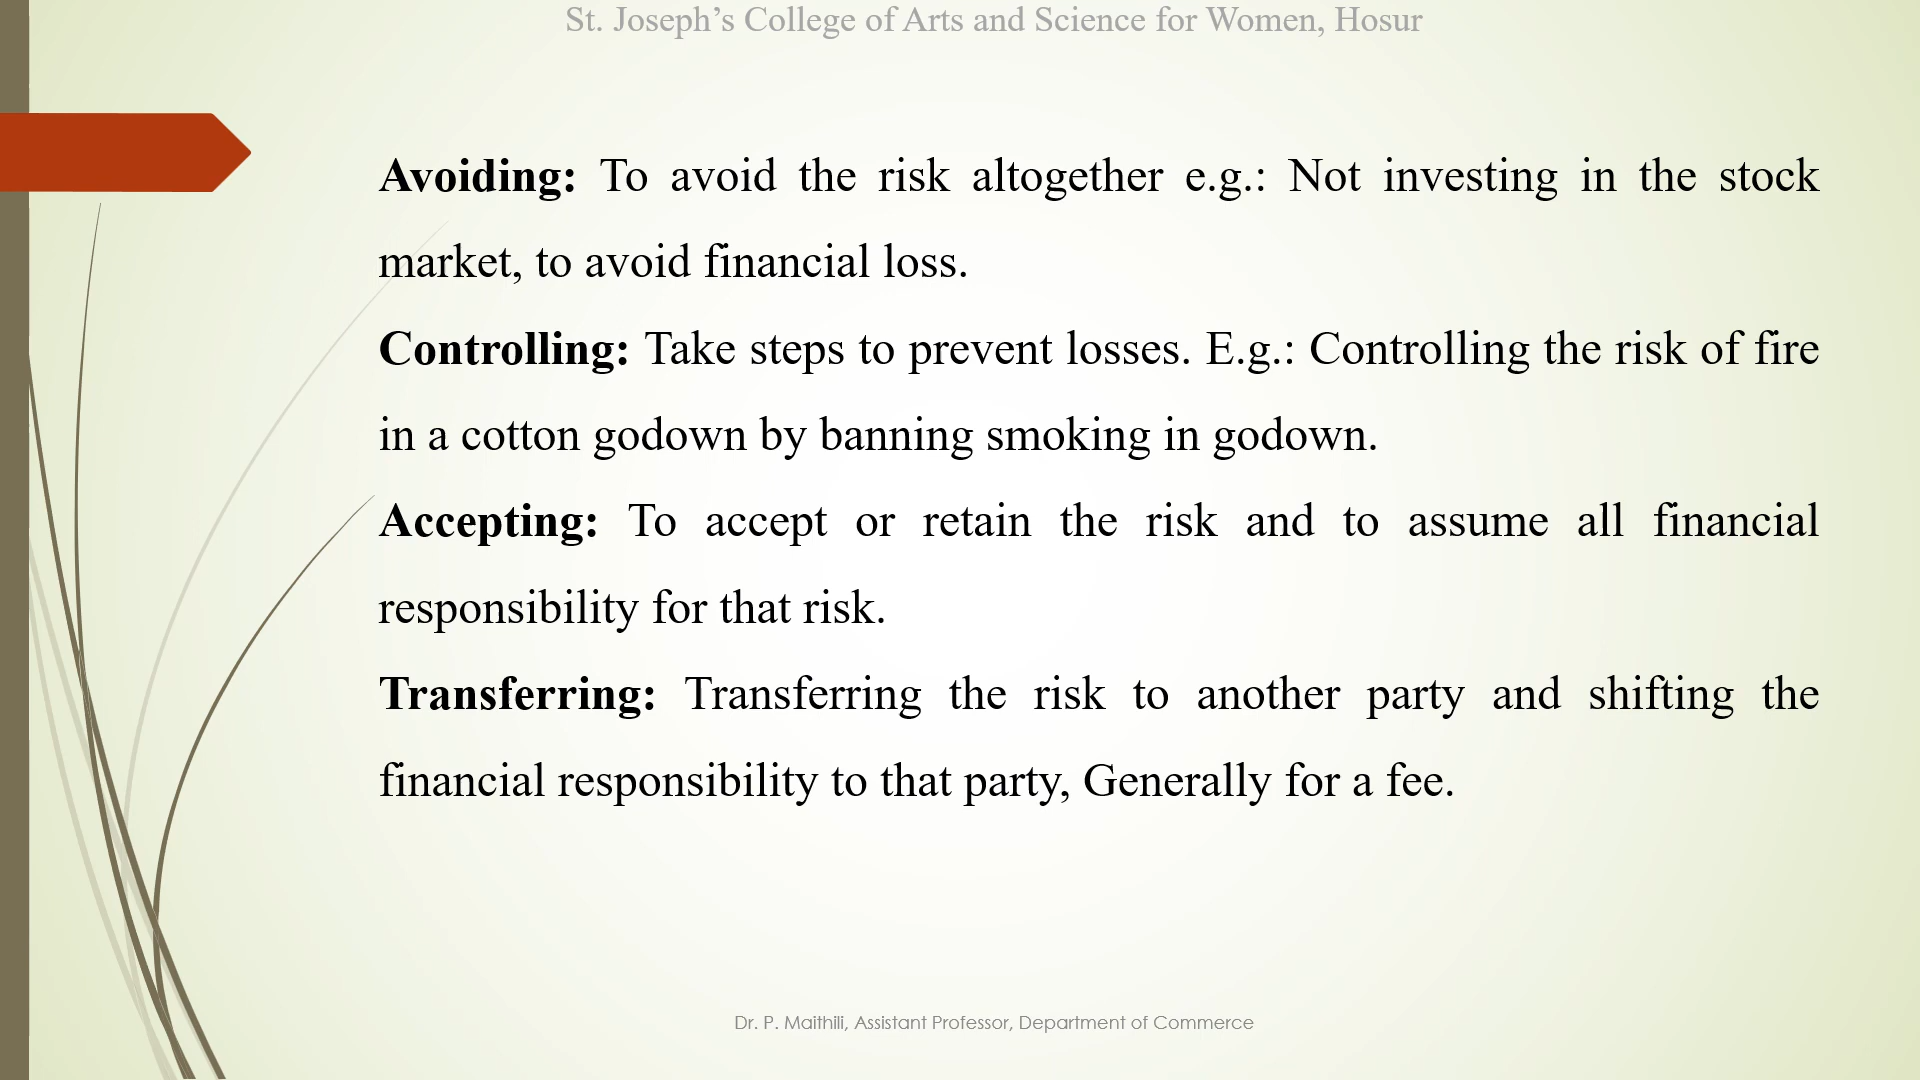 St. Joseph’s College of Arts and Science for Women, Hosur
Avoiding: To avoid the risk altogether e.g.: Not investing in the stock
market, to avoid financial loss.
Controlling: Take steps to prevent losses. E.g.: Controlling the risk of fire
in a cotton godown by banning smoking in godown.
Accepting: To accept or retain the risk and to assume all financial
responsibility for that risk.
Transferring: Transferring the risk to another party and shifting the
financial responsibility to that party, Generally for a fee.
Dr. P. Maithili, Assistant Professor, Department of Commerce